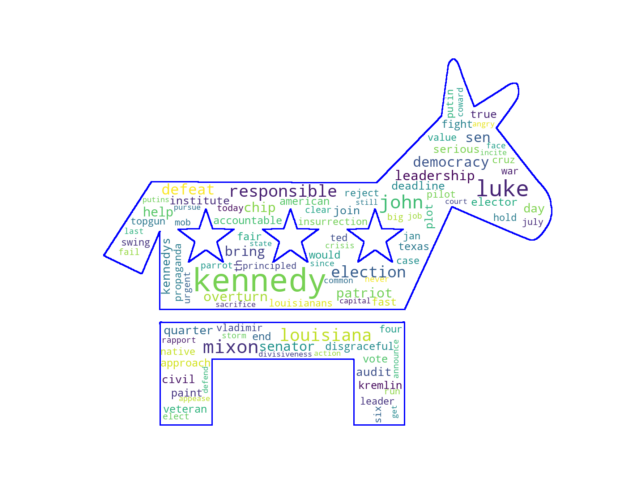 putin
coward
true
fight angry
value sen
face
serious incite
democracy cruz
war
leadership
deadline luke
defeat responsible reject pilot
putins institute american still john court elector
help pursue today chip clear join big job plot day
topgun mob accountable insurrection hold july
last
swing fair ted jan
fail state crisis texas
kennedys bring would case
propaganda parrot principled since election
urgent kennedy common never
overturn patriot
sacrifice louisianans capital fast
quarter vladimir four
rapport storm end louisiana
native mixon senator disgraceful
divisiveness action vote announce
approach audit
civil defend kremlin
paint run
appease leader
veteran six get
elect